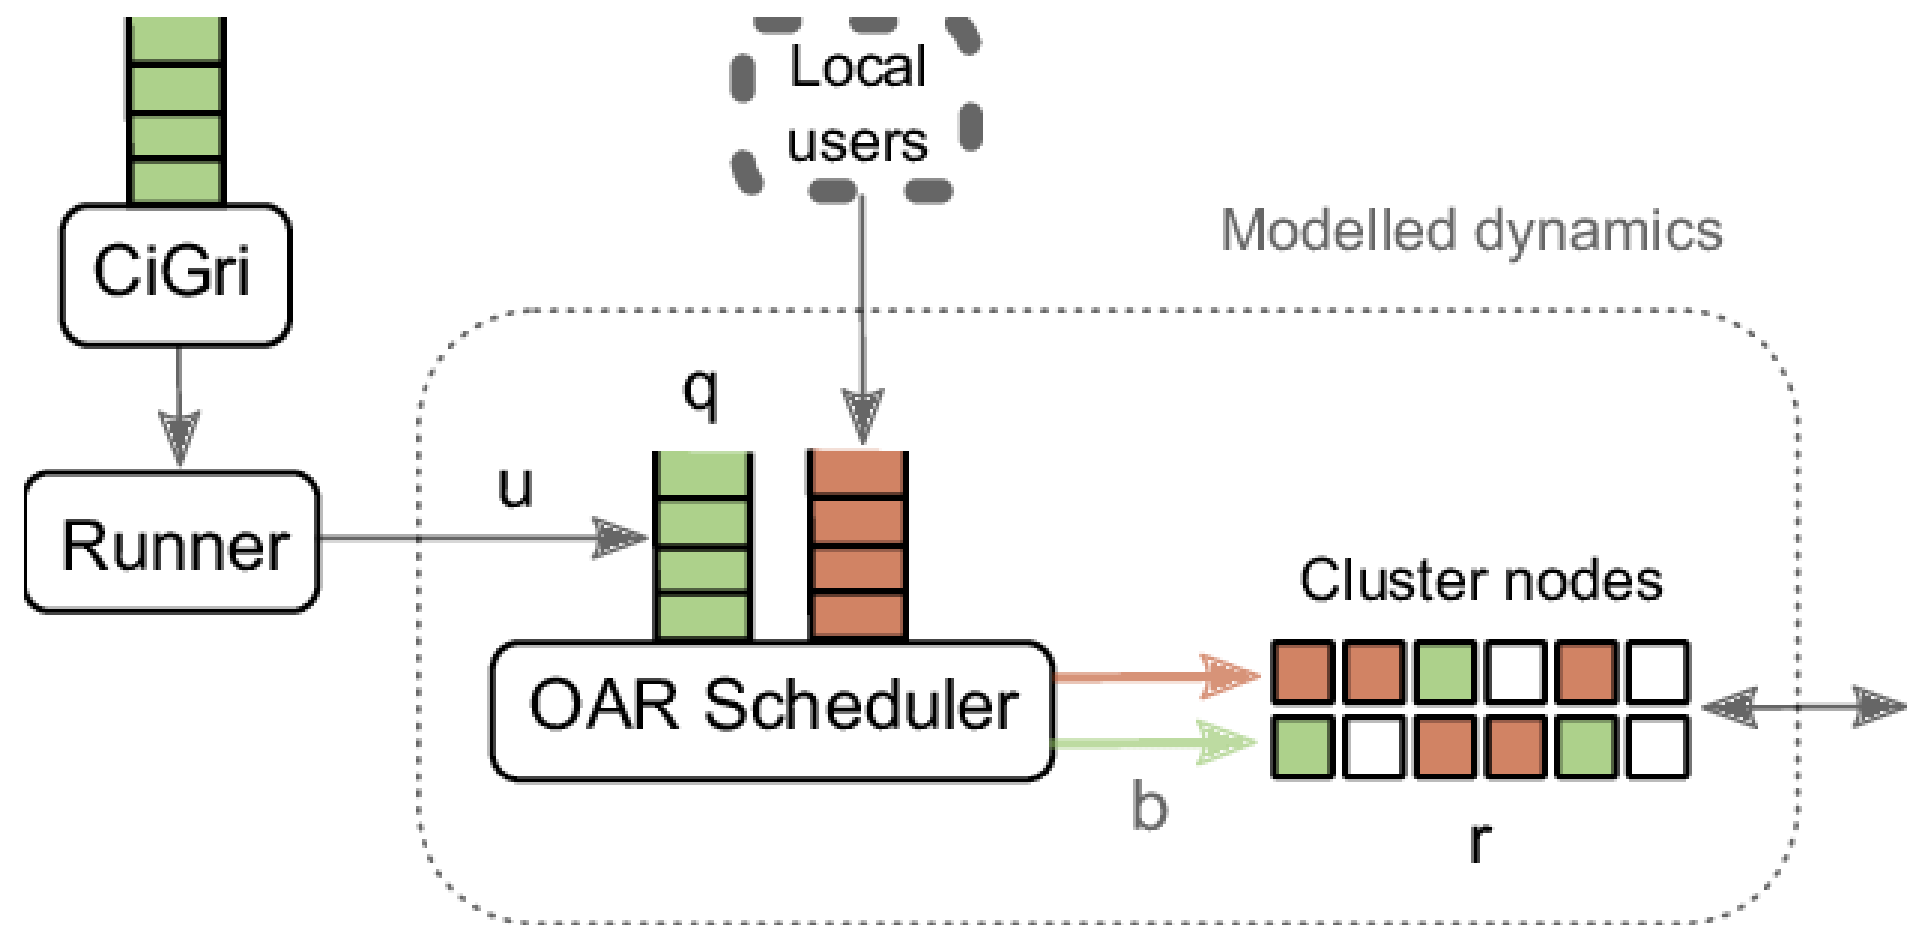 Local
users
Modelled dynamics
CiGri
q
u
Runner
Cluster nodes
OAR Scheduler
b
r